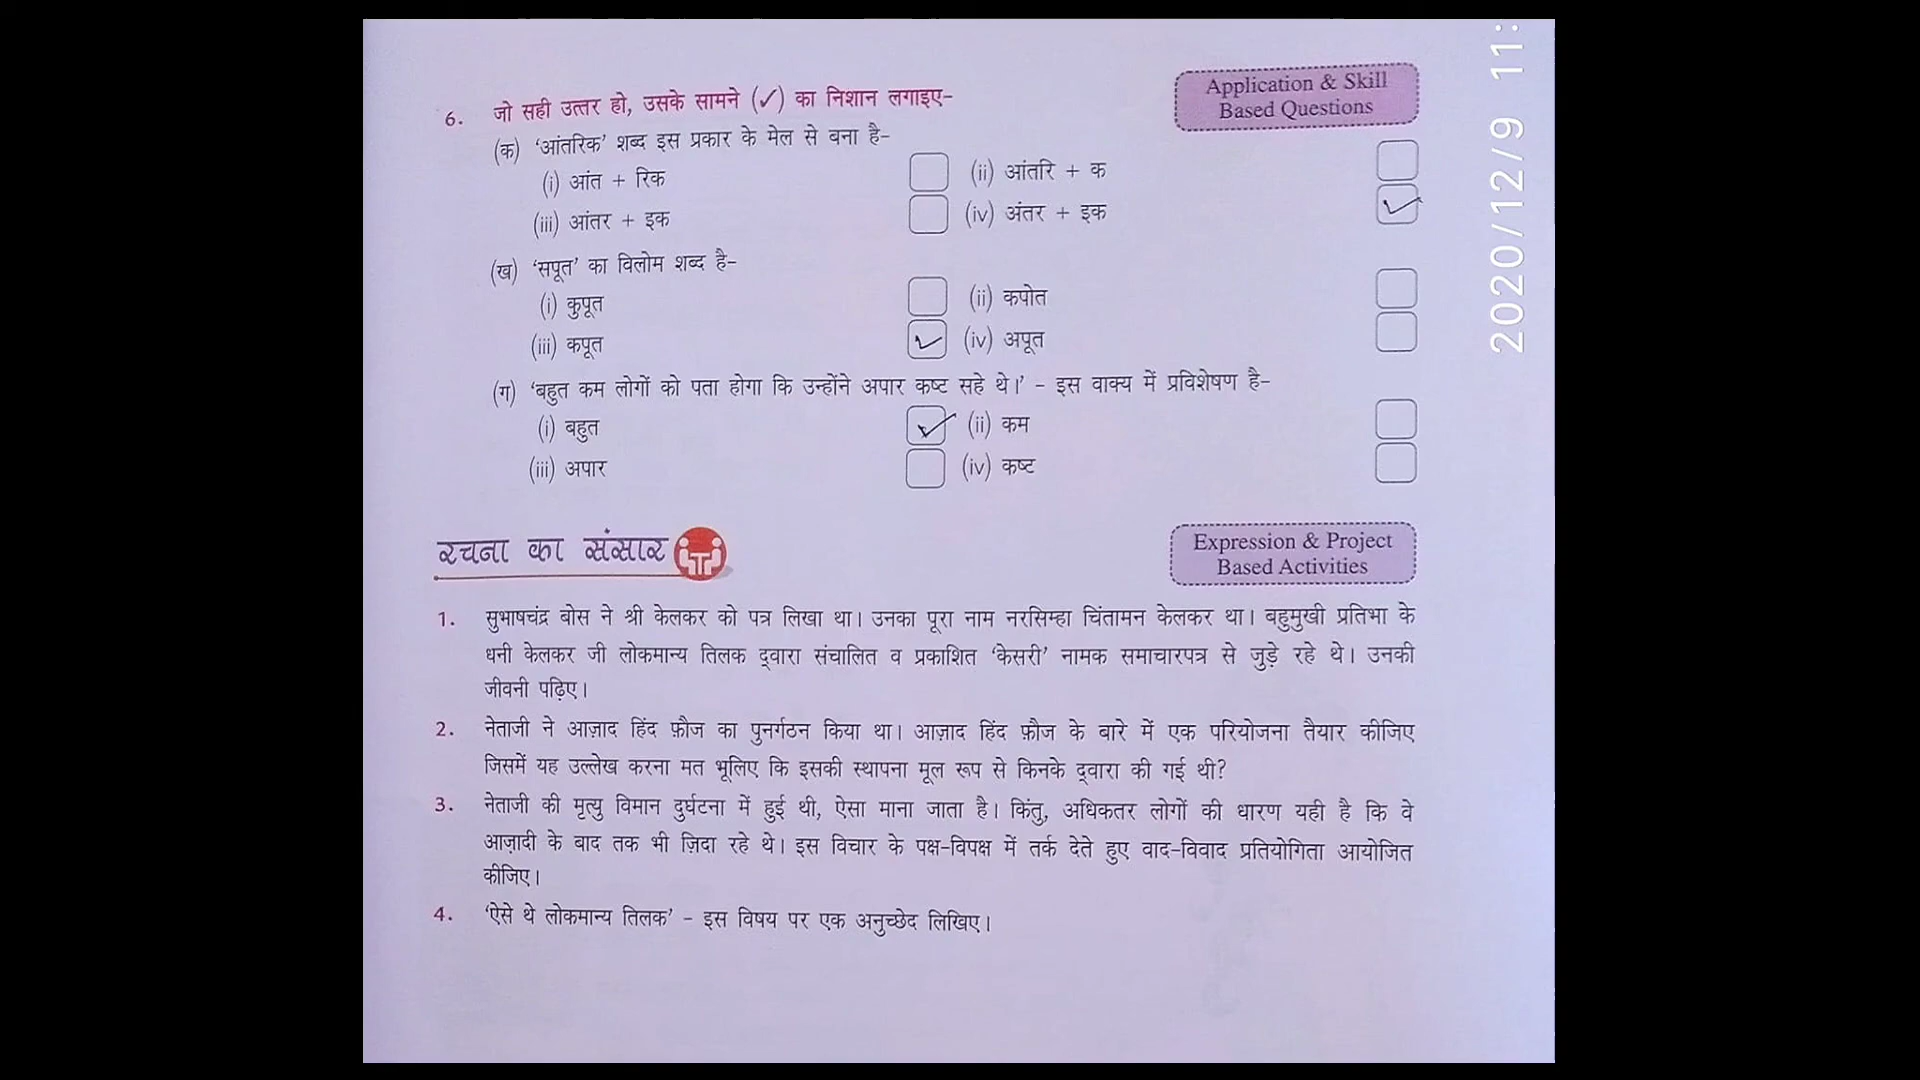 6. जो सही उत्तर हो, उसके सामने (✓) का निशान लगाइए-
Application & Skill
Based Questions
(क) ‘आंतरिक’ शब्द इस प्रकार के मेल से बना है-
(i) आंत + रिक (ii) आंतरि + क
(iii) आंतर + इक (iv) अंतर + इक ✓
(ख) ‘सपूत’ का विलोम शब्द है-
(i) कुपूत (ii) कपोत
(iii) कपूत ✓ (iv) अपूत
(ग) ‘बहुत कम लोगों को पता होगा कि उन्होंने अपार कष्ट सहे थे।’ - इस वाक्य में प्रविशेषण है-
(i) बहुत ✓ (ii) कम
(iii) अपार (iv) कष्ट
रचना का संसार
Expression & Project
Based Activities
1. सुभाषचंद्र बोस ने श्री केलकर को पत्र लिखा था। उनका पूरा नाम नरसिम्हा चिंतामन केलकर था। बहुमुखी प्रतिभा के
धनी केलकर जी लोकमान्य तिलक द्वारा संचालित व प्रकाशित ‘केसरी’ नामक समाचारपत्र से जुड़े रहे थे। उनकी
जीवनी पढ़िए।
2. नेताजी ने आज़ाद हिंद फ़ौज का पुनर्गठन किया था। आज़ाद हिंद फ़ौज के बारे में एक परियोजना तैयार कीजिए
जिसमें यह उल्लेख करना मत भूलिए कि इसकी स्थापना मूल रूप से किनके द्वारा की गई थी?
3. नेताजी की मृत्यु विमान दुर्घटना में हुई थी, ऐसा माना जाता है। किंतु, अधिकतर लोगों की धारण यही है कि वे
आज़ादी के बाद तक भी ज़िदा रहे थे। इस विचार के पक्ष-विपक्ष में तर्क देते हुए वाद-विवाद प्रतियोगिता आयोजित
कीजिए।
4. ‘ऐसे थे लोकमान्य तिलक’ - इस विषय पर एक अनुच्छेद लिखिए।
2020/12/9 11: